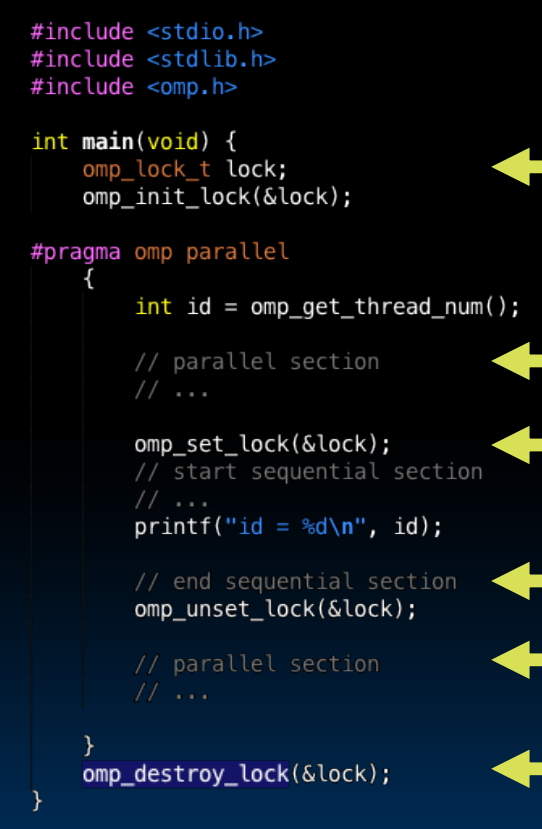 #include <stdio.h>
#include <stdlib.h>
#include <omp.h>
int main(void) {
omp_lock_t lock;
omp_init_lock(&lock);
#pragma omp parallel
{
int id = omp_get_thread_num();
// parallel section
// ...
omp_set_lock(&lock);
// start sequential section
// ...
printf("id = %d\n", id);
// end sequential section
omp_unset_lock(&lock);
// parallel section
// ...
}
omp_destroy_lock(&lock);
}